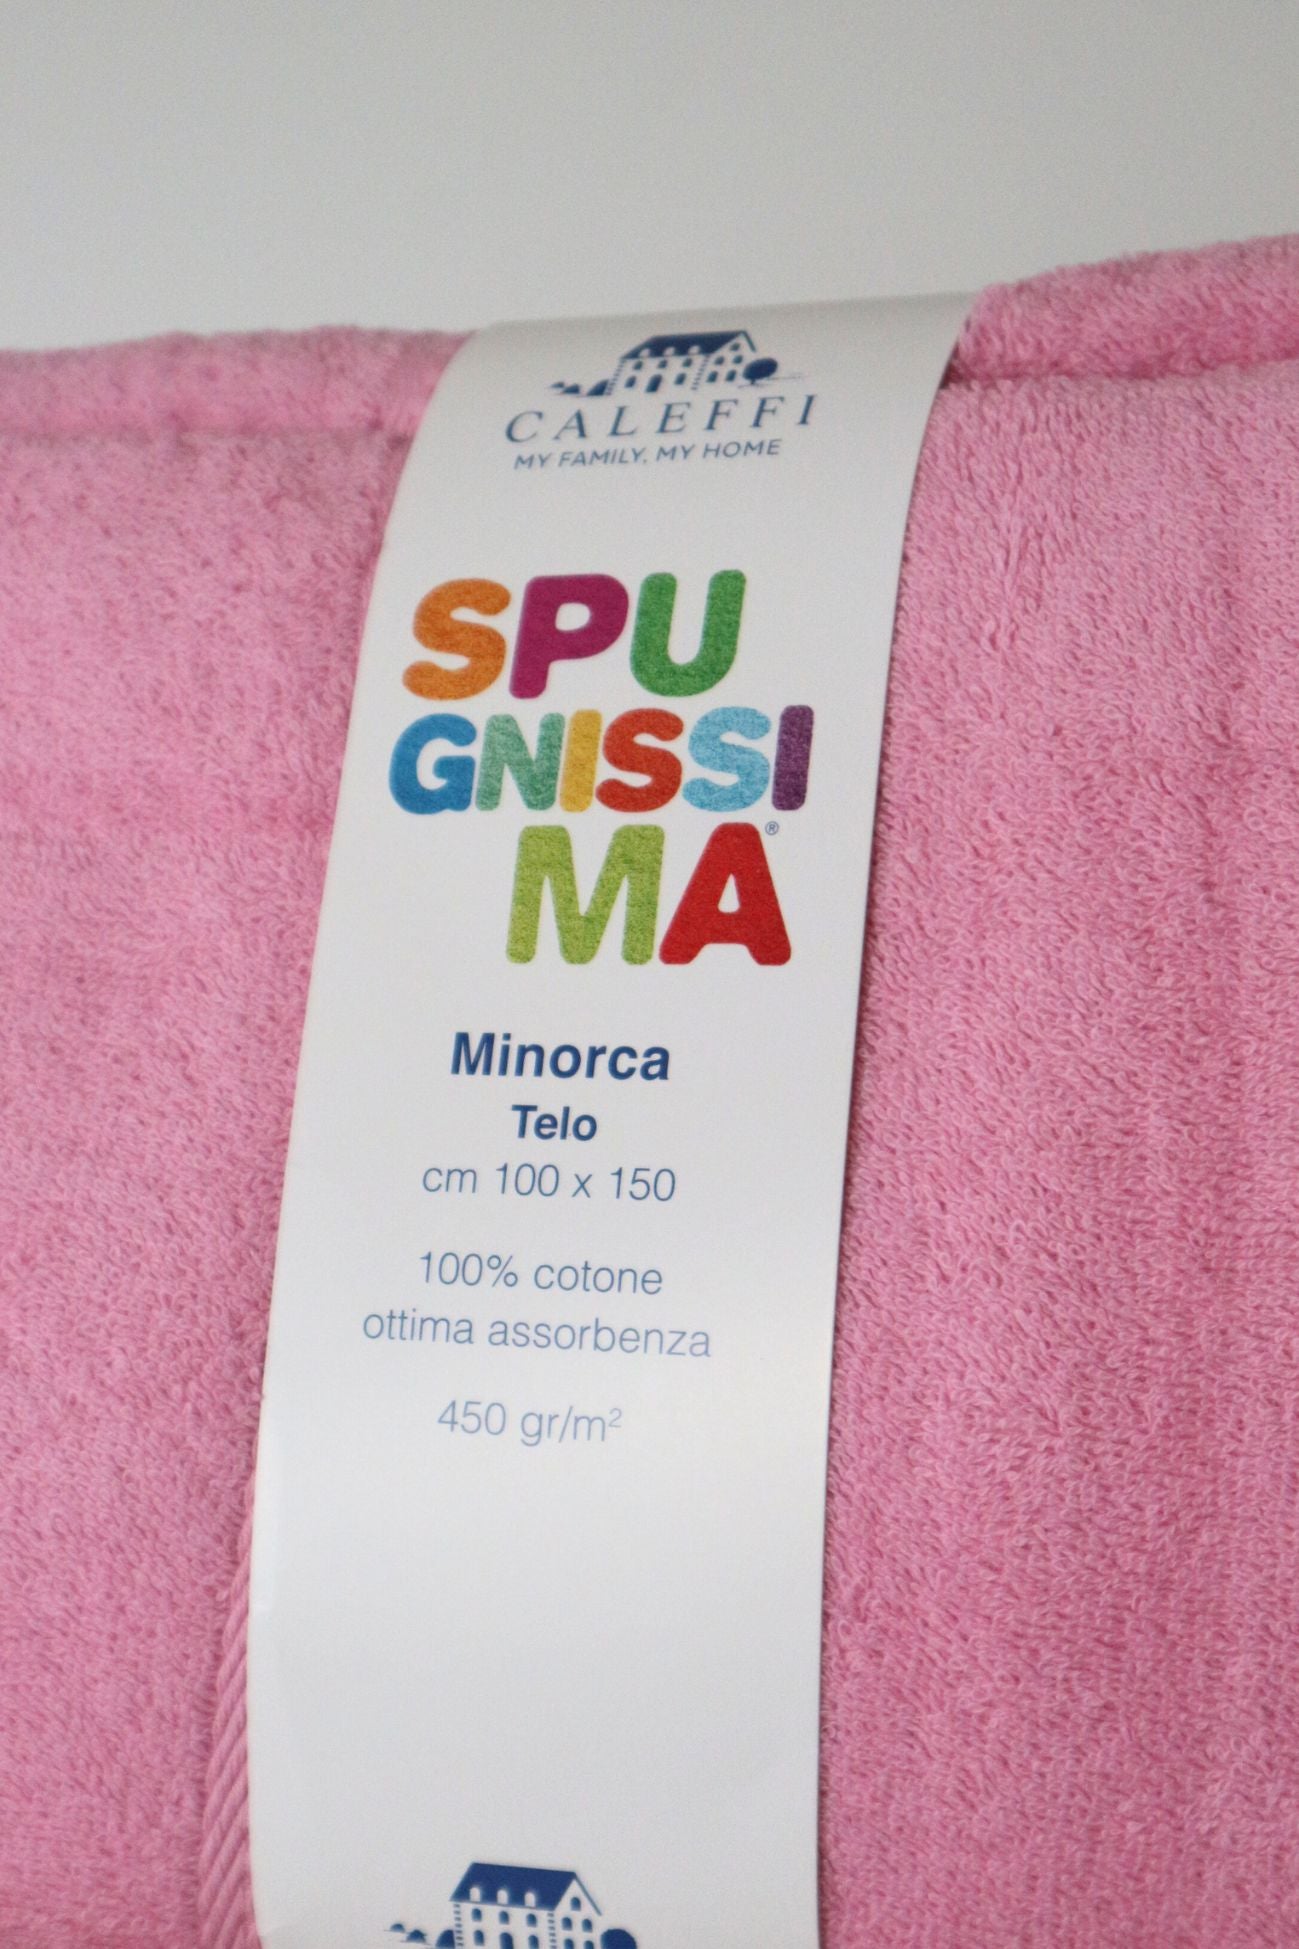 CALEFFI
MY FAMILY, MY HOME
SPU
GNISSI
MA®
Minorca
Telo
cm 100 x 150
100% cotone
ottima assorbenza
450 gr/m²